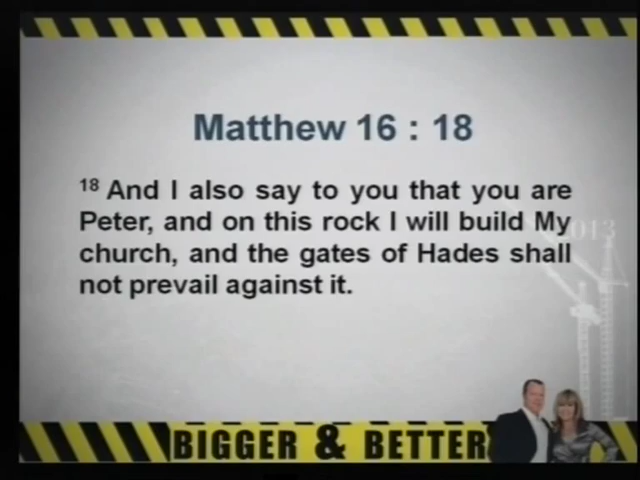 Matthew 16 : 18
18 And I also say to you that you are
Peter, and on this rock I will build My
church, and the gates of Hades shall
not prevail against it.
2013
BIGGER & BETTER